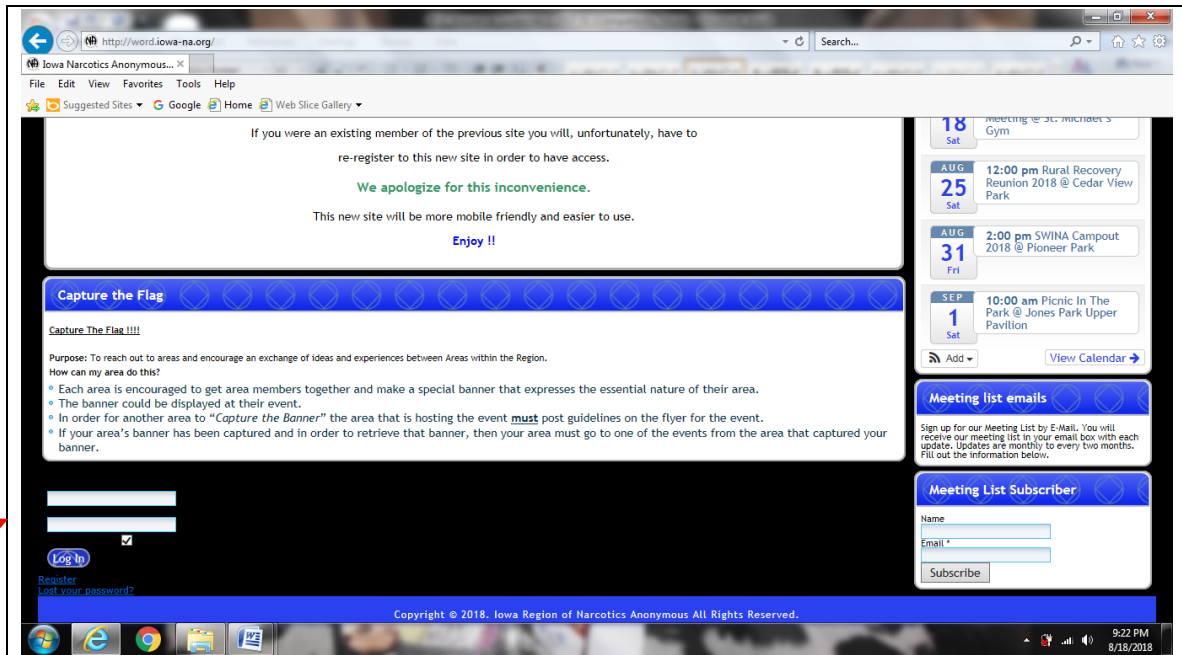 http://word.iowa-na.org/
Search...
Iowa Narcotics Anonymous...
File Edit View Favorites Tools Help
Suggested Sites Google Home Web Slice Gallery
If you were an existing member of the previous site you will, unfortunately, have to
re-register to this new site in order to have access.
We apologize for this inconvenience.
This new site will be more mobile friendly and easier to use.
Enjoy !!
Capture the Flag
Capture The Flag !!!!
Purpose: To reach out to areas and encourage an exchange of ideas and experiences between Areas within the Region.
How can my area do this?
Each area is encouraged to get area members together and make a special banner that expresses the essential nature of their area.
The banner could be displayed at their event.
In order for another area to “Capture the Banner” the area that is hosting the event must post guidelines on the flyer for the event.
If your area’s banner has been captured and in order to retrieve that banner, then your area must go to one of the events from the area that captured your
banner.
Log In
Register
Lost your password?
18
Sat
Meeting @ St. Michael's
Gym
AUG
25
Sat
12:00 pm Rural Recovery
Reunion 2018 @ Cedar View
Park
AUG
31
Fri
2:00 pm SWINA Campout
2018 @ Pioneer Park
SEP
1
Sat
10:00 am Picnic In The
Park @ Jones Park Upper
Pavilion
Add
View Calendar
Meeting list emails
Sign up for our Meeting List by E-Mail. You will
receive our meeting list in your email box with each
update. Updates are monthly to every two months.
Fill out the information below.
Meeting List Subscriber
Name
Email *
Subscribe
Copyright © 2018. Iowa Region of Narcotics Anonymous All Rights Reserved.
9:22 PM
8/18/2018